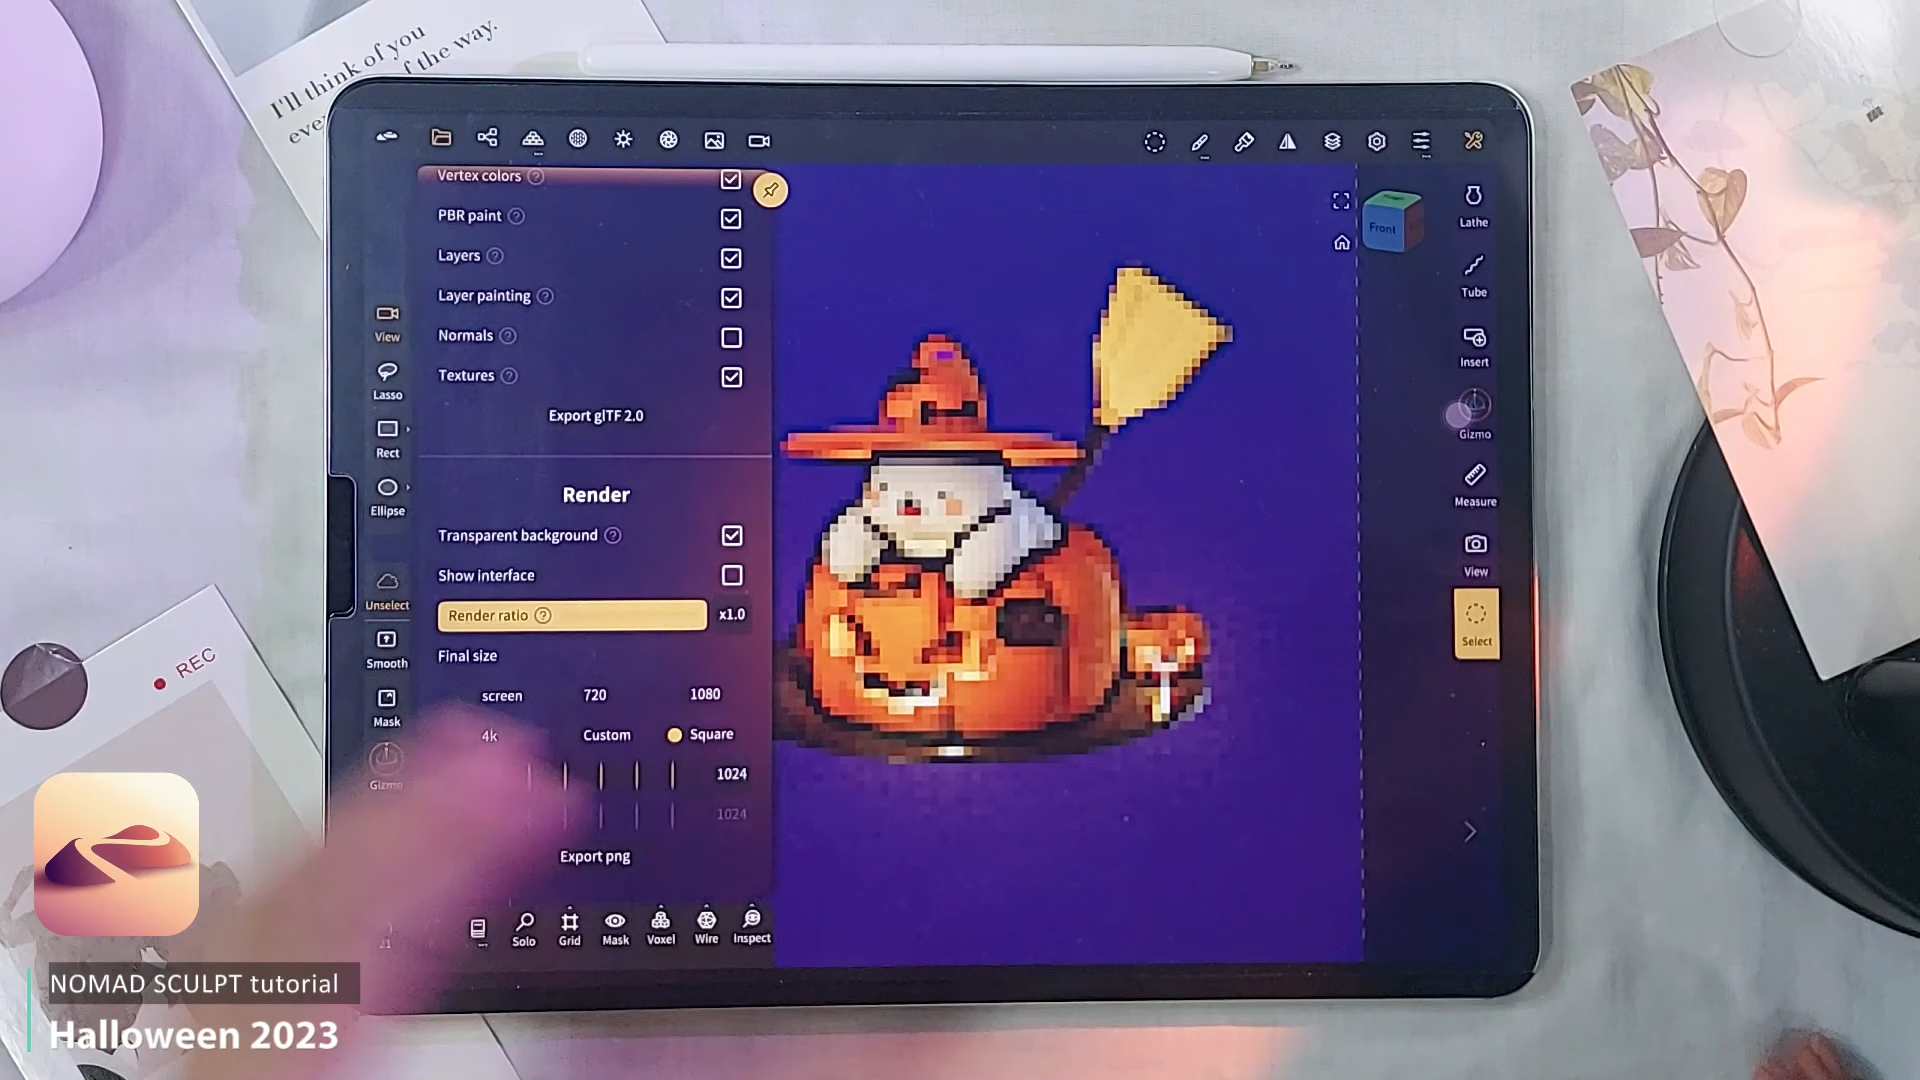 I'll think of you
of the way.
Vertex colors
PBR paint
Layers
Layer painting
Normals
Textures
Export glTF 2.0
Render
Transparent background
Show interface
Render ratio
x1.0
Final size
screen
720
1080
4k
Custom
Square
1024
1024
Export png
View
Lasso
Rect
Ellipse
Unselect
Smooth
Mask
Gizmo
21
Solo
Grid
Mask
Voxel
Wire
Inspect
Front
Lathe
Tube
Insert
Gizmo
Measure
View
Select
REC
NOMAD SCULPT tutorial
Halloween 2023